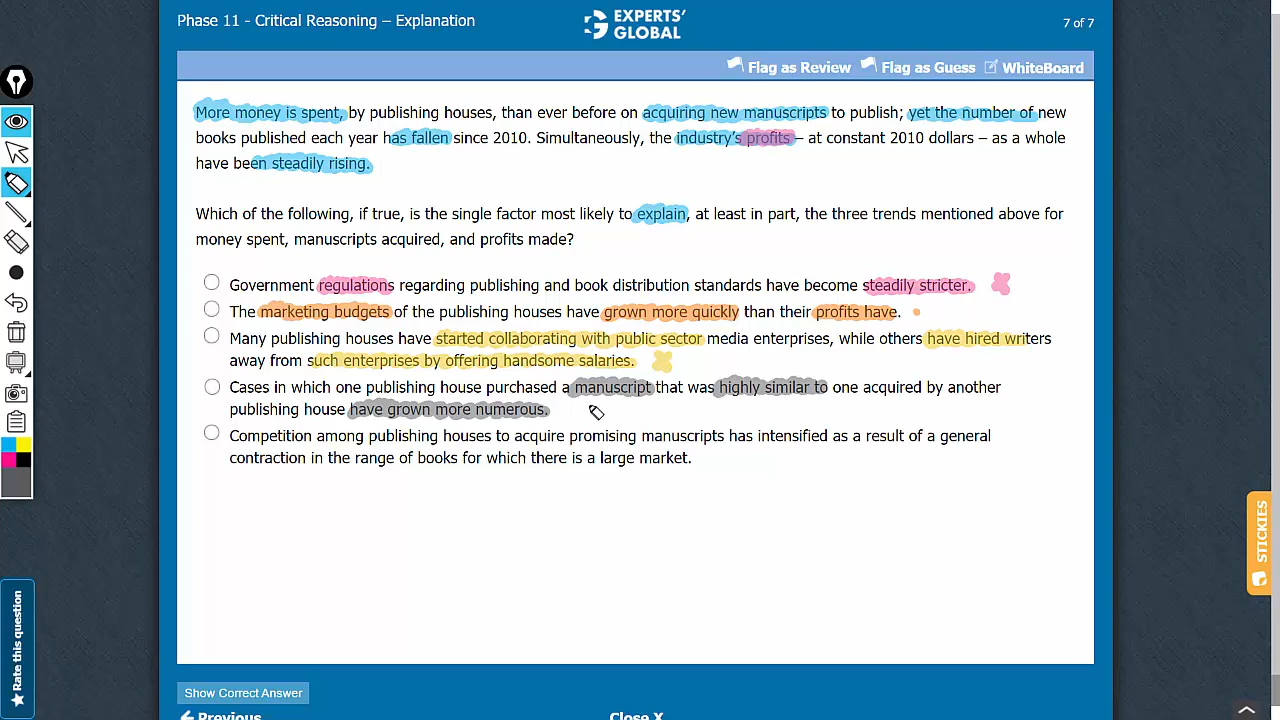 Phase 11 - Critical Reasoning – Explanation
EXPERTS'
GLOBAL
7 of 7
Flag as Review
Flag as Guess
WhiteBoard
More money is spent, by publishing houses, than ever before on acquiring new manuscripts to publish; yet the number of new
books published each year has fallen since 2010. Simultaneously, the industry's profits – at constant 2010 dollars – as a whole
have been steadily rising.
Which of the following, if true, is the single factor most likely to explain, at least in part, the three trends mentioned above for
money spent, manuscripts acquired, and profits made?
Government regulations regarding publishing and book distribution standards have become steadily stricter.
The marketing budgets of the publishing houses have grown more quickly than their profits have.
Many publishing houses have started collaborating with public sector media enterprises, while others have hired writers
away from such enterprises by offering handsome salaries.
Cases in which one publishing house purchased a manuscript that was highly similar to one acquired by another
publishing house have grown more numerous.
Competition among publishing houses to acquire promising manuscripts has intensified as a result of a general
contraction in the range of books for which there is a large market.
STICKIES
Rate this question
Show Correct Answer
Previous
Close X